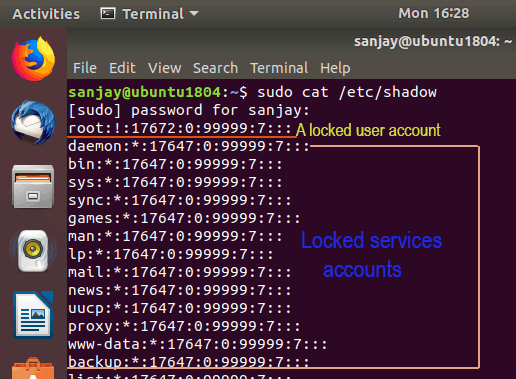 Activities Terminal Mon 16:28
sanjay@ubuntu1804: ~
File Edit View Search Terminal Help
sanjay@ubuntu1804:~$ sudo cat /etc/shadow
[sudo] password for sanjay:
root:!:17672:0:99999:7::: A locked user account
daemon:*:17647:0:99999:7:::
bin:*:17647:0:99999:7:::
sys:*:17647:0:99999:7:::
sync:*:17647:0:99999:7:::
games:*:17647:0:99999:7:::
man:*:17647:0:99999:7:::
lp:*:17647:0:99999:7:::
mail:*:17647:0:99999:7:::
news:*:17647:0:99999:7:::
uucp:*:17647:0:99999:7:::
proxy:*:17647:0:99999:7:::
www-data:*:17647:0:99999:7:::
backup:*:17647:0:99999:7:::
list:*:17647:0:99999:7:::
Locked services
accounts